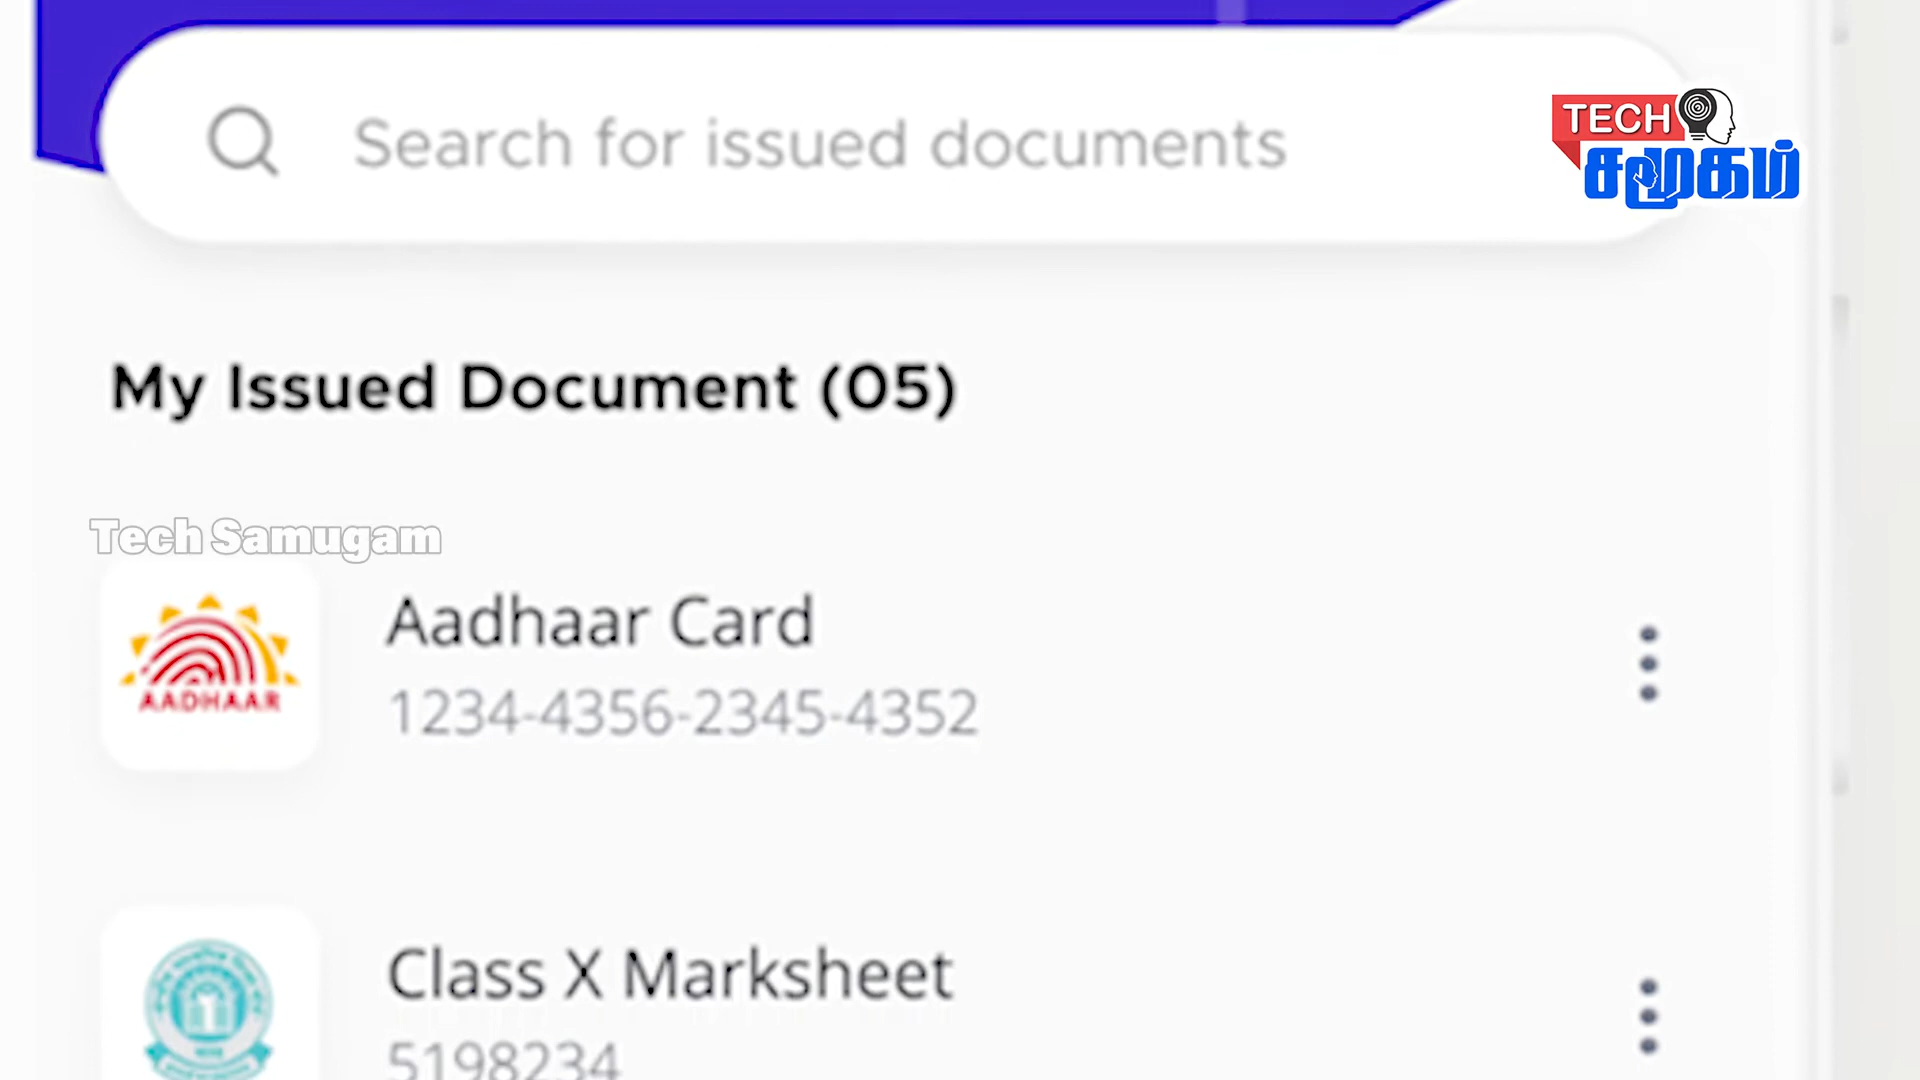 Search for issued documents
TECH
சமூகம்
My Issued Document (05)
Tech Samugam
AADHAAR
Aadhaar Card
1234-4356-2345-4352
Class X Marksheet
5198234